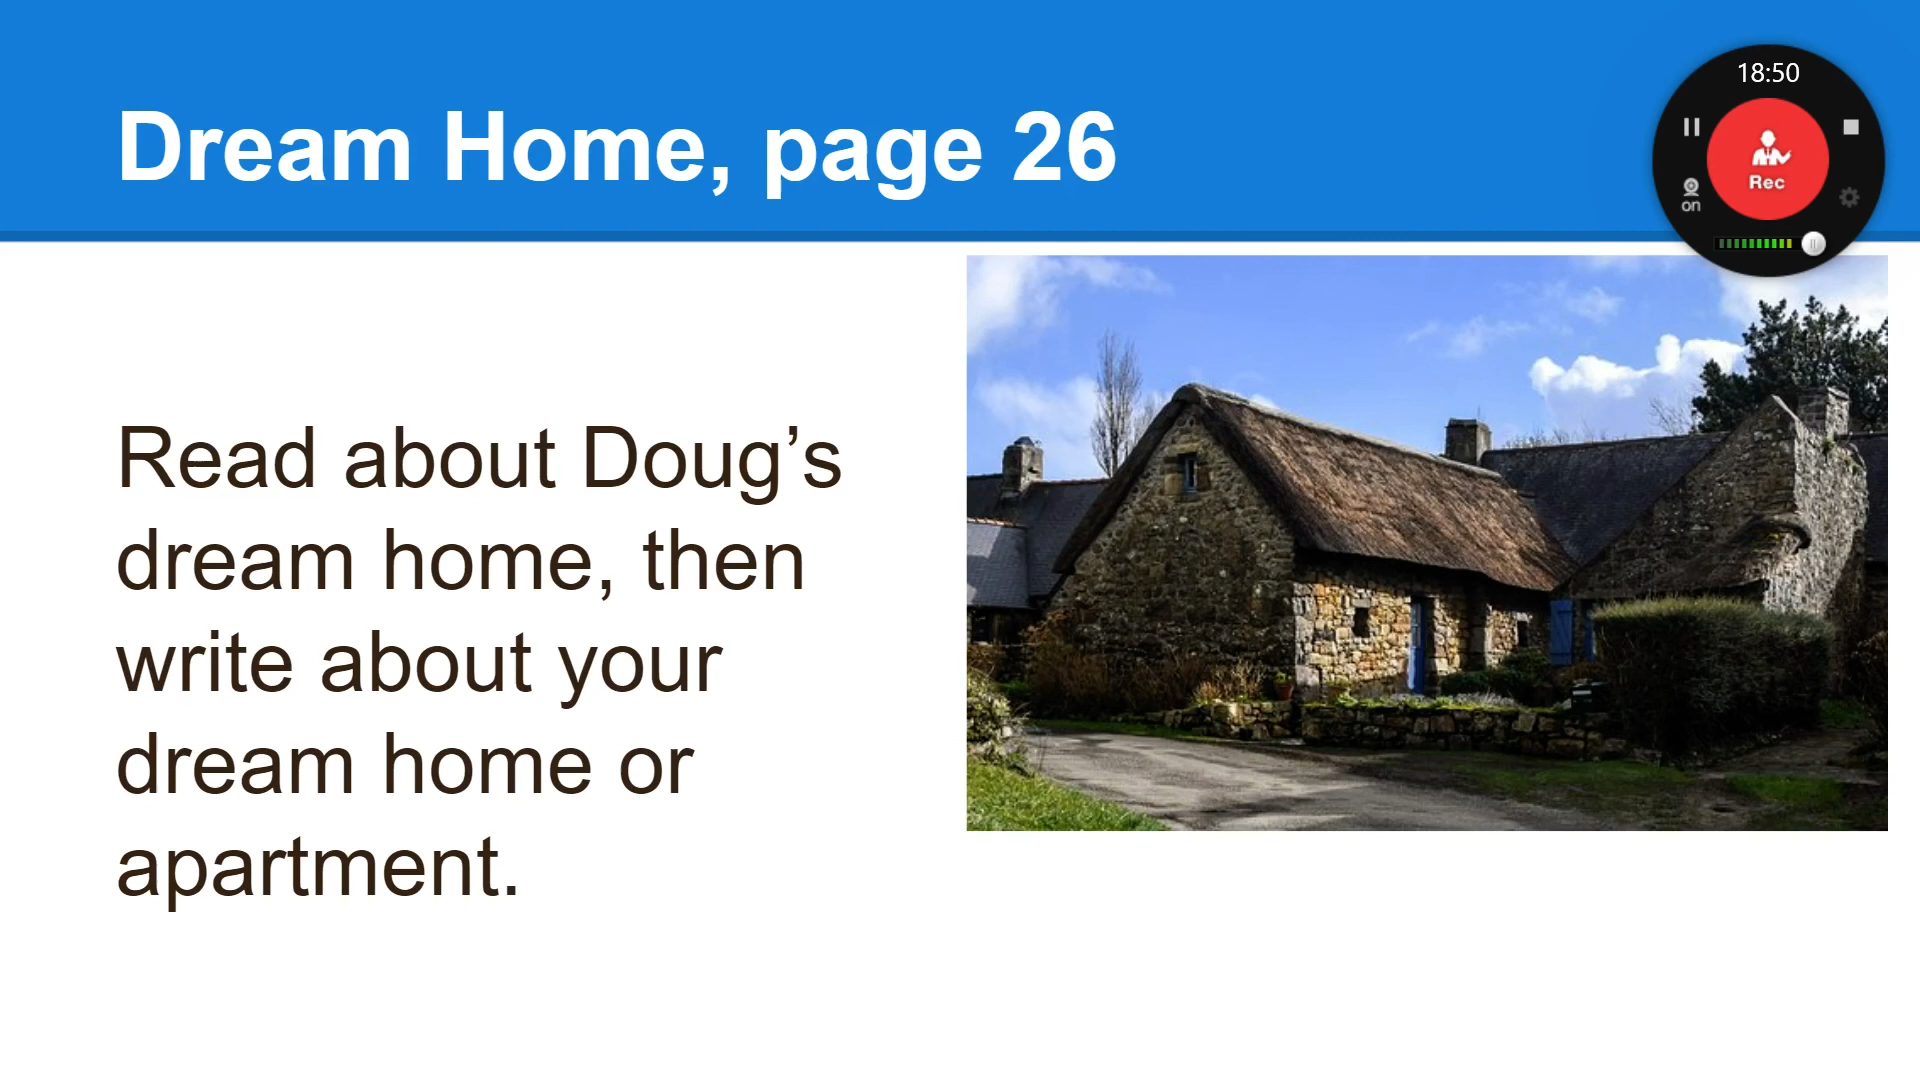 Dream Home, page 26
18:50
Rec
on
Read about Doug’s
dream home, then
write about your
dream home or
apartment.